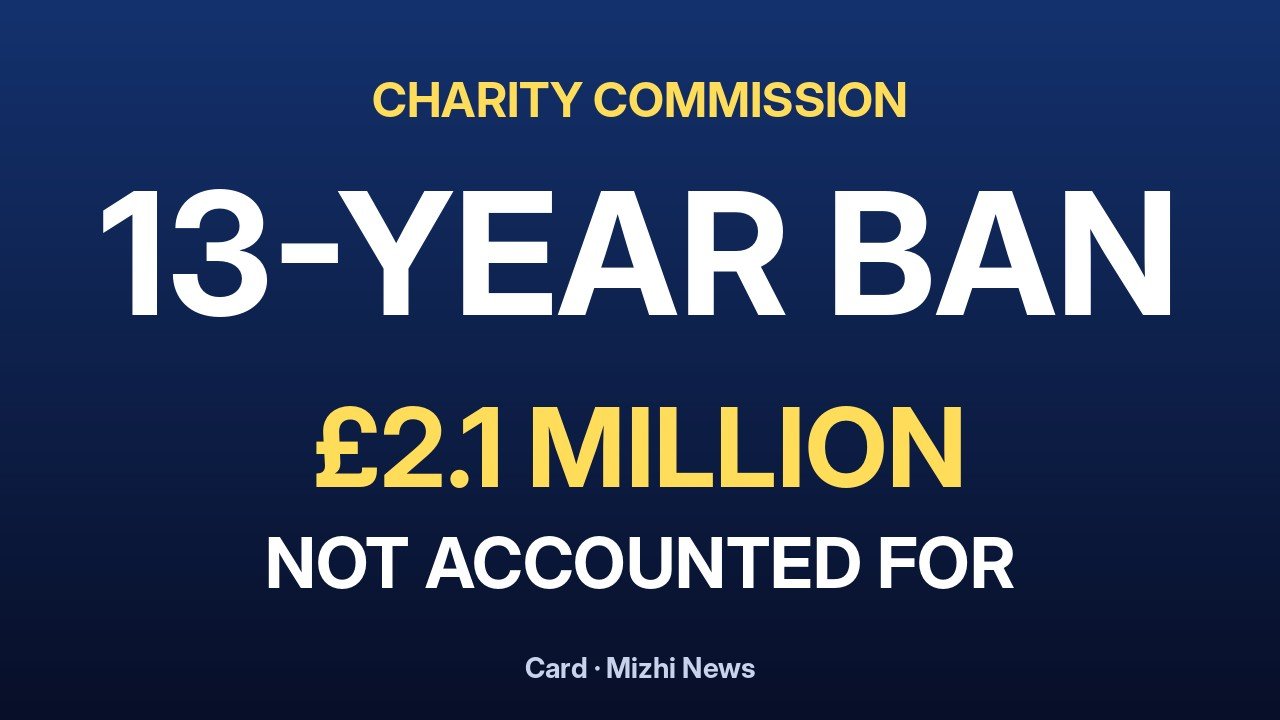 CHARITY COMMISSION
13-YEAR BAN
£2.1 MILLION
NOT ACCOUNTED FOR
Card · Mizhi News